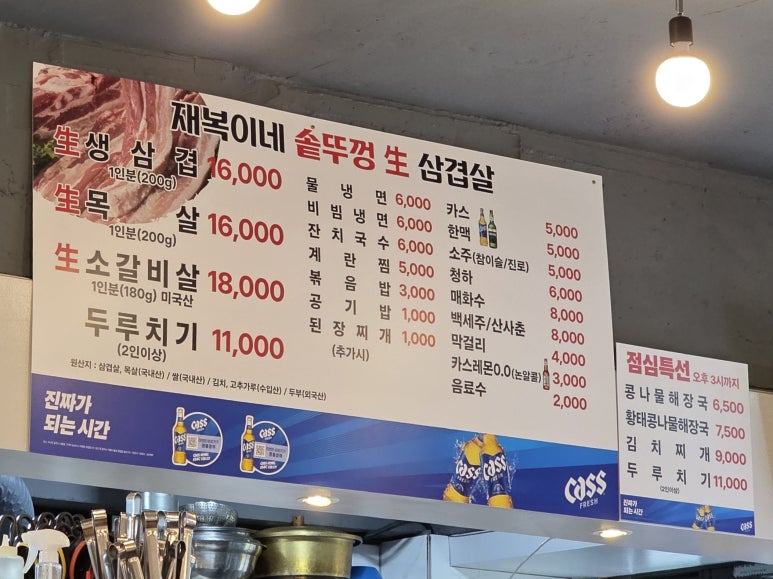 재복이네 솥뚜껑 生 삼겹살
生 생삼겹 16,000
1인분(200g)
生 목살 16,000
1인분(200g)
生 소갈비살 18,000
1인분(180g) 미국산
두루치기 11,000
(2인이상)
물냉면 6,000
비빔냉면 6,000
잔치국수 6,000
계란찜 5,000
볶음밥 3,000
공기밥 1,000
된장찌개 1,000
(추가시)
카스 5,000
한맥 5,000
소주(참이슬/진로) 5,000
청하 6,000
매화수 8,000
백세주/산사춘 8,000
막걸리 4,000
카스레몬0.0(논알콜) 3,000
음료수 2,000
원산지 : 삼겹살, 목살(국내산) / 쌀(국내산) / 김치, 고추가루(수입산) / 두부(외국산)
진짜가
되는 시간
Cass
Cass
Cass
Cass
Cass
FRESH
점심특선 오후 3시까지
콩나물해장국 6,500
황태콩나물해장국 7,500
김치찌개 9,000
두루치기 11,000
(2인이상)
진짜가
되는 시간
Cass